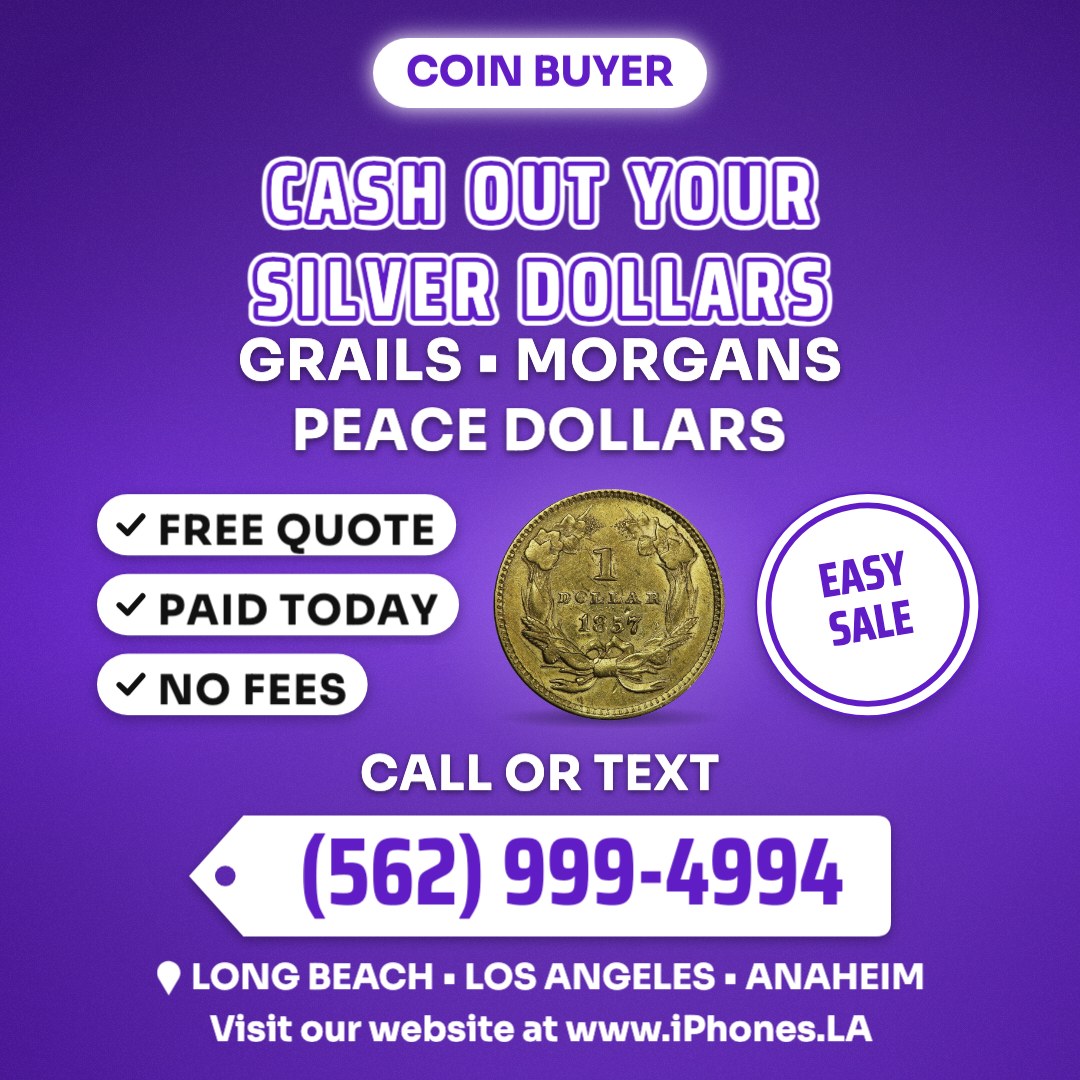 COIN BUYER
CASH OUT YOUR
SILVER DOLLARS
GRAILS ▪ MORGANS
PEACE DOLLARS
✓ FREE QUOTE
✓ PAID TODAY
✓ NO FEES
1
DOLLAR
1857
EASY
SALE
CALL OR TEXT
(562) 999-4994
LONG BEACH ▪ LOS ANGELES ▪ ANAHEIM
Visit our website at www.iPhones.LA